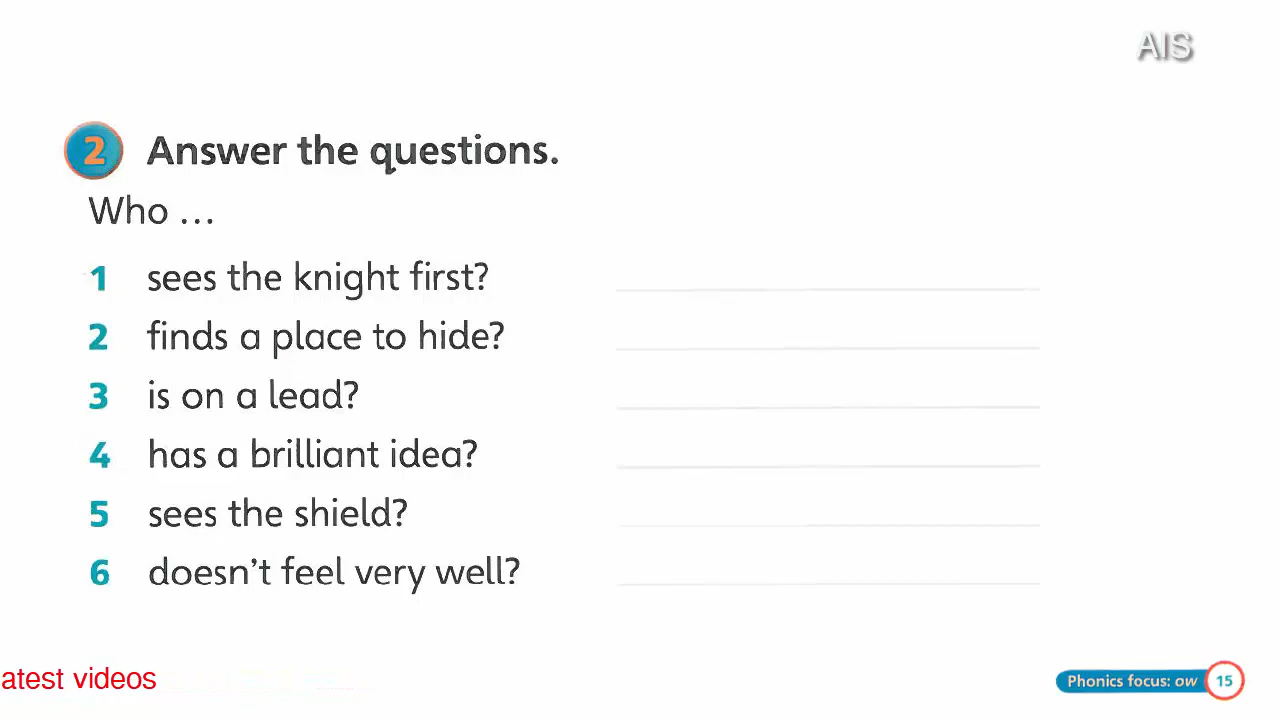 AIS
2 Answer the questions.
Who ...
1 sees the knight first?
2 finds a place to hide?
3 is on a lead?
4 has a brilliant idea?
5 sees the shield?
6 doesn't feel very well?
atest videos
Phonics focus: ow 15